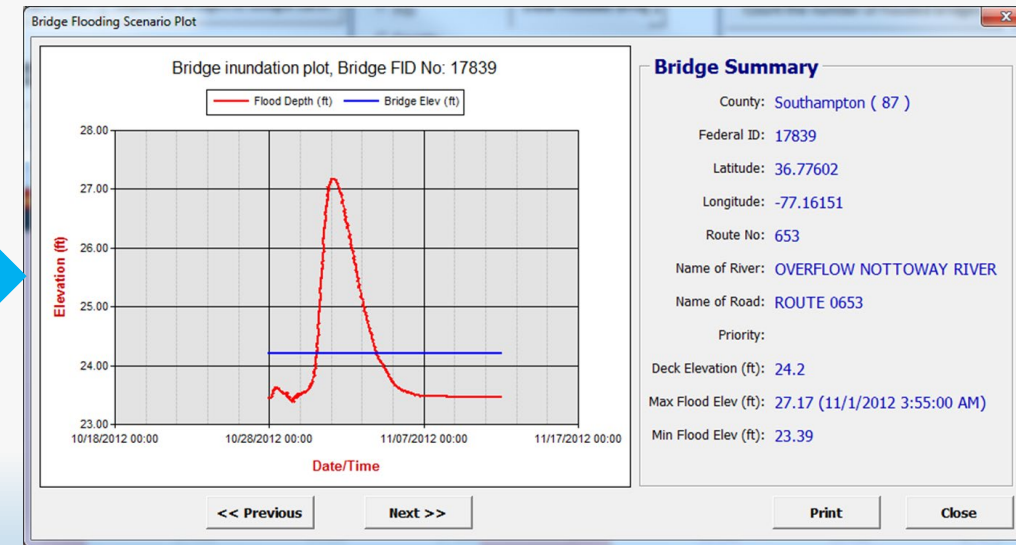 Bridge Flooding Scenario Plot
x
Bridge inundation plot, Bridge FID No: 17839
Flood Depth (ft) Bridge Elev (ft)
28.00
27.00
26.00
25.00
24.00
23.00
Elevation (ft)
10/18/2012 00:00 10/28/2012 00:00 11/07/2012 00:00 11/17/2012 00:00
Date/Time
Bridge Summary
County: Southampton ( 87 )
Federal ID: 17839
Latitude: 36.77602
Longitude: -77.16151
Route No: 653
Name of River: OVERFLOW NOTTOWAY RIVER
Name of Road: ROUTE 0653
Priority:
Deck Elevation (ft): 24.2
Max Flood Elev (ft): 27.17 (11/1/2012 3:55:00 AM)
Min Flood Elev (ft): 23.39
<< Previous Next >> Print Close